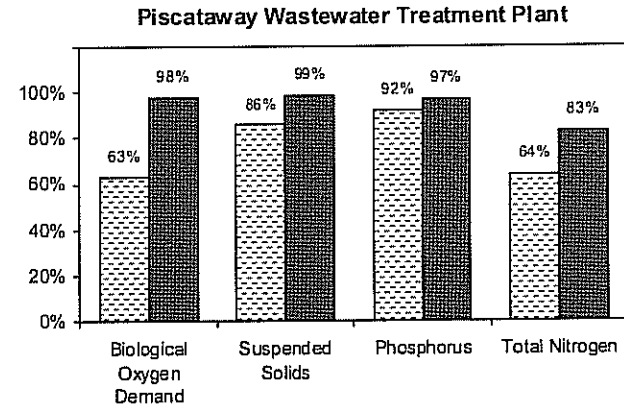 Piscataway Wastewater Treatment Plant
98%
99%
92%
97%
100%
86%
83%
80%
63%
64%
60%
40%
20%
0%
Biological
Oxygen
Demand
Suspended
Solids
Phosphorus
Total Nitrogen